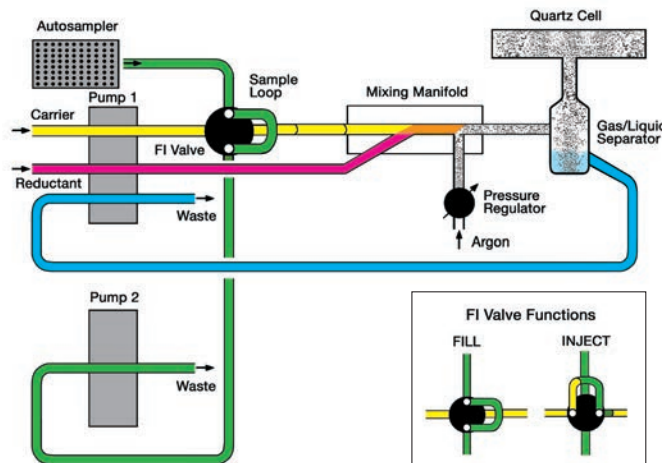 Autosampler
Quartz Cell
Pump 1
Sample
Loop
Mixing Manifold
Carrier
FI Valve
Gas/Liquid
Separator
Reductant
Waste
Pressure
Regulator
Argon
Pump 2
Waste
FI Valve Functions
FILL
INJECT